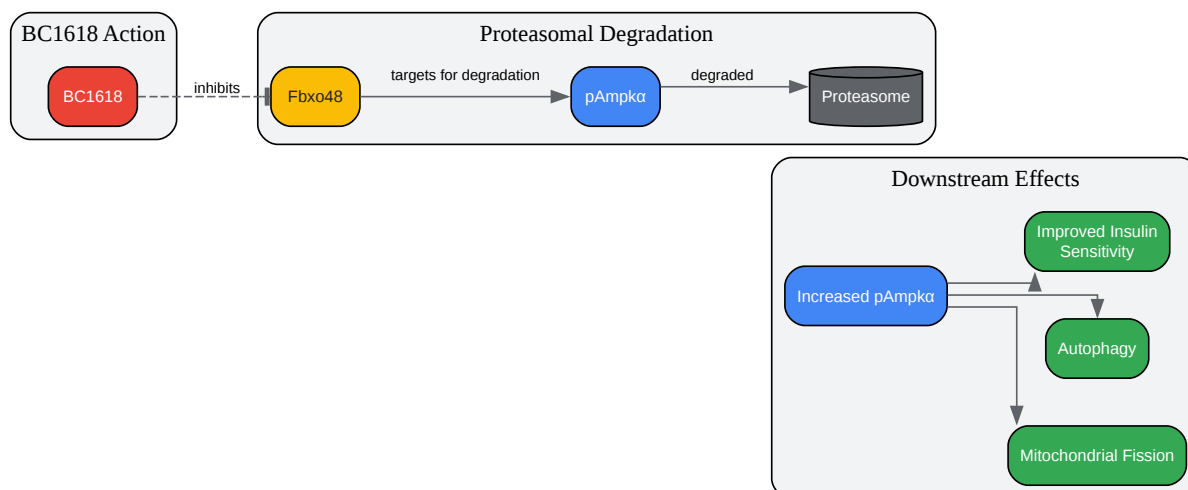 BC1618 Action
Proteasomal Degradation
BC1618
inhibits
Fbxo48
targets for degradation
pAmpkα
degraded
Proteasome
Downstream Effects
Improved Insulin
Sensitivity
Increased pAmpkα
Autophagy
Mitochondrial Fission